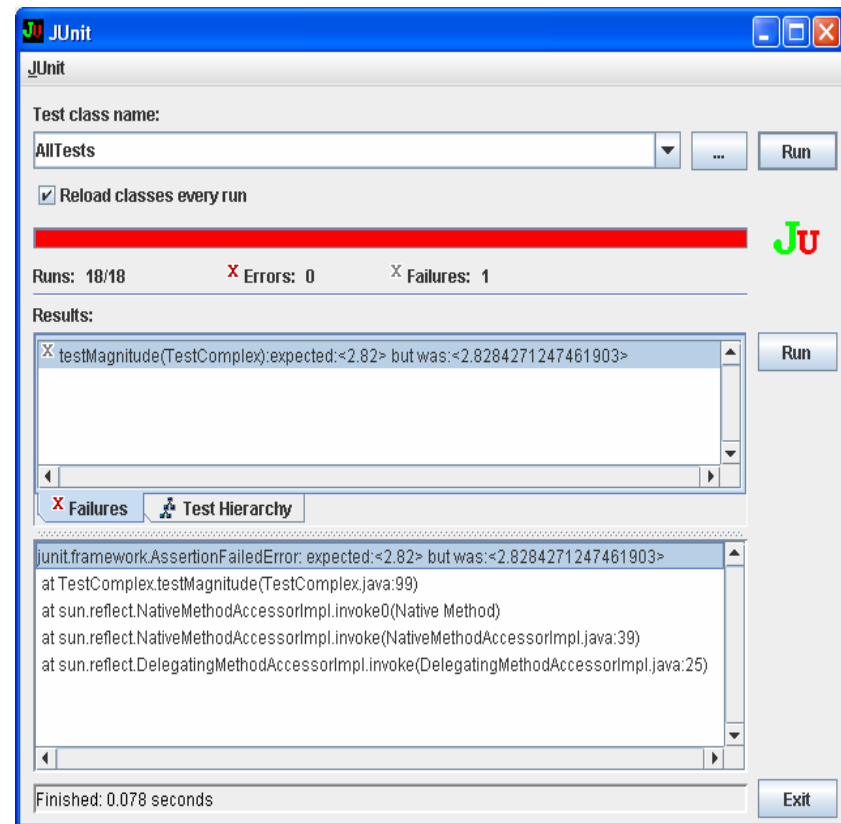 JU JUnit
JUnit
Test class name:
AllTests
...
Run
Reload classes every run
JU
Runs: 18/18 X Errors: 0 X Failures: 1
Results:
X testMagnitude(TestComplex):expected:<2.82> but was:<2.8284271247461903>
Run
X Failures Test Hierarchy
junit.framework.AssertionFailedError: expected:<2.82> but was:<2.8284271247461903>
at TestComplex.testMagnitude(TestComplex.java:99)
at sun.reflect.NativeMethodAccessorImpl.invoke0(Native Method)
at sun.reflect.NativeMethodAccessorImpl.invoke(NativeMethodAccessorImpl.java:39)
at sun.reflect.DelegatingMethodAccessorImpl.invoke(DelegatingMethodAccessorImpl.java:25)
Finished: 0.078 seconds
Exit